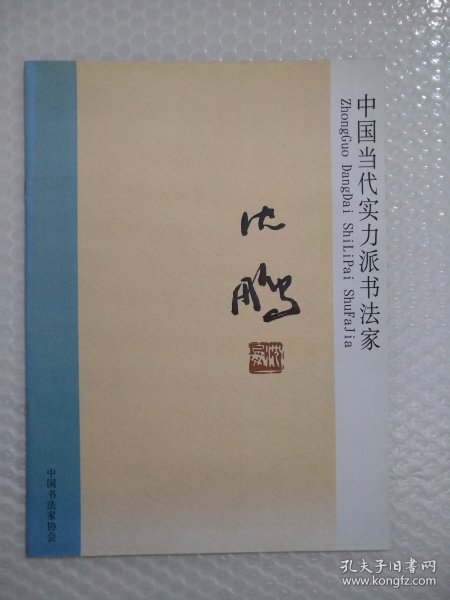 中国当代实力派书法家
ZhongGuo DangDai ShiLiPai ShuFaJia
沈鹏
中国书法家协会
孔夫子旧书网
www.kongfz.com